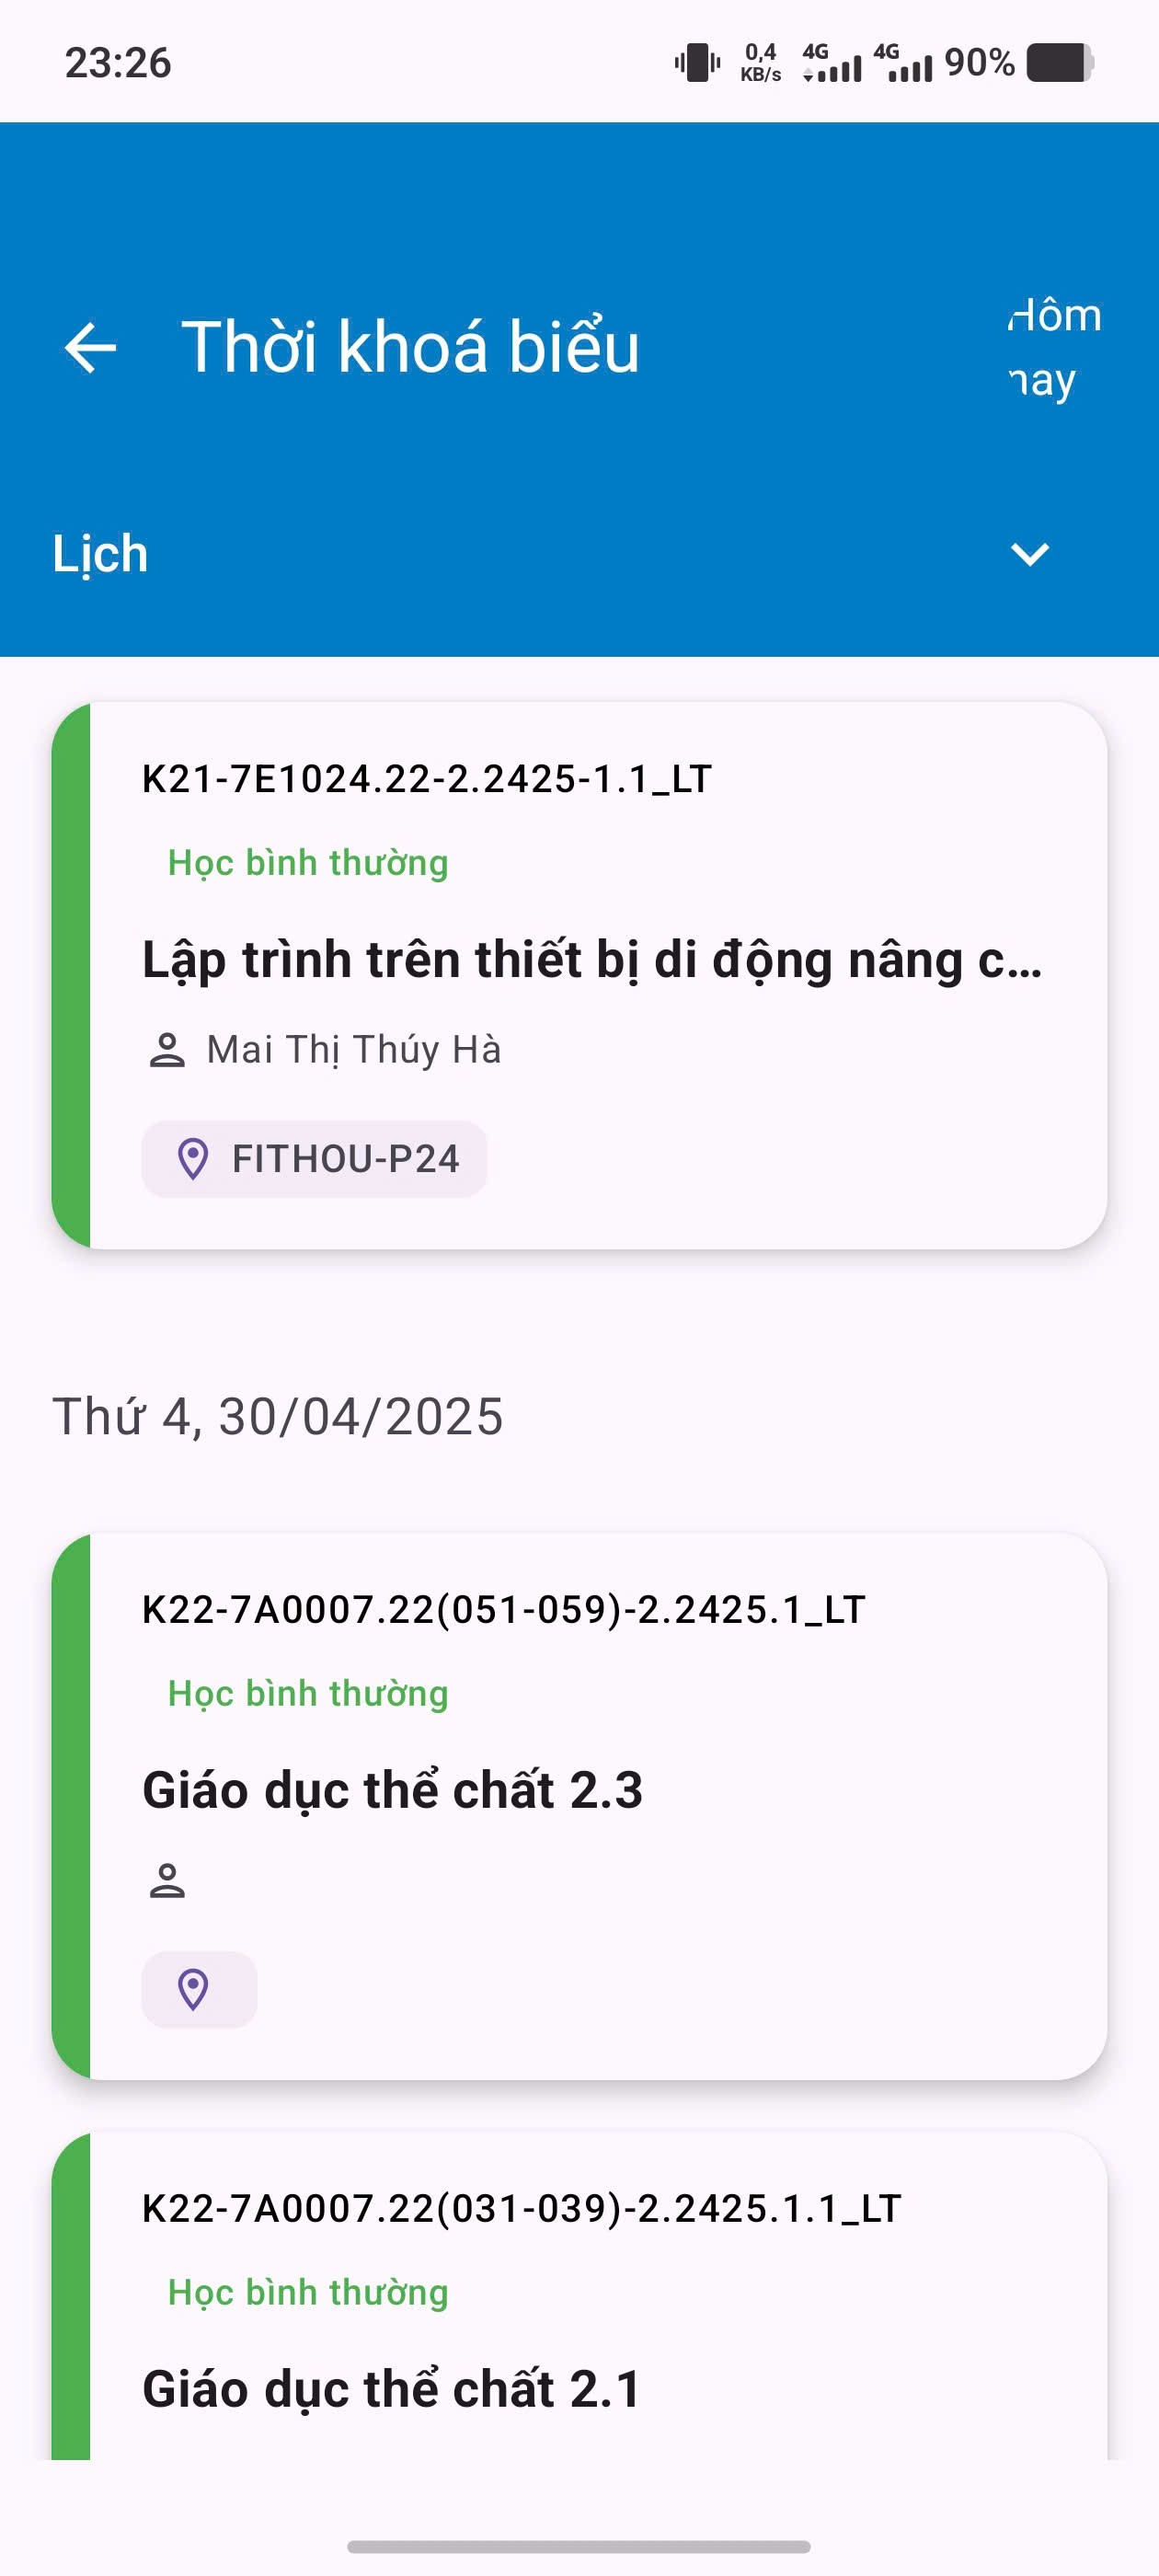 23:26
0,4
KB/s
4G
4G
90%
Thời khoá biểu
Hôm
nay
Lịch
K21-7E1024.22-2.2425-1.1_LT
Học bình thường
Lập trình trên thiết bị di động nâng c...
Mai Thị Thúy Hà
FITHOU-P24
Thứ 4, 30/04/2025
K22-7A0007.22(051-059)-2.2425.1_LT
Học bình thường
Giáo dục thể chất 2.3
K22-7A0007.22(031-039)-2.2425.1.1_LT
Học bình thường
Giáo dục thể chất 2.1